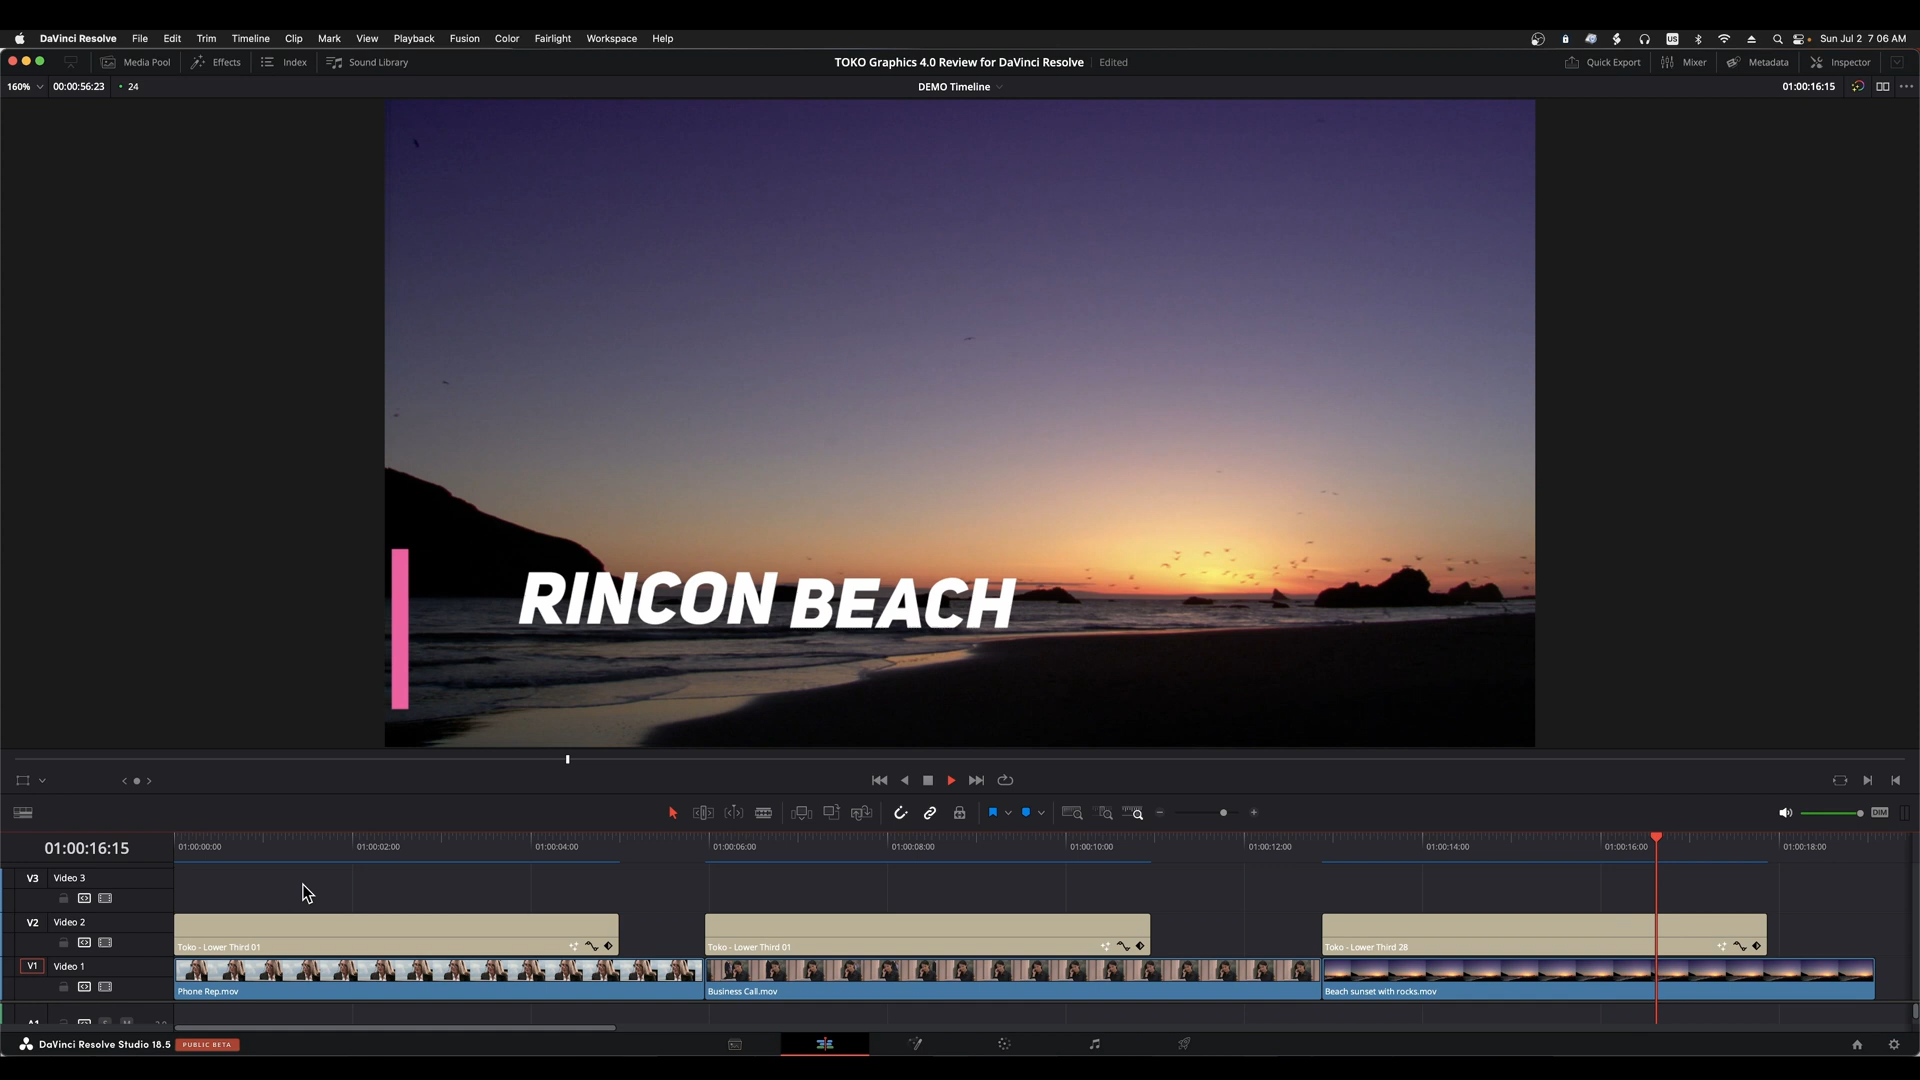 DaVinci Resolve File Edit Trim Timeline Clip Mark View Playback Fusion Color Fairlight Workspace Help US Sun Jul 2 7 06 AM
Media Pool Effects Index Sound Library TOKO Graphics 4.0 Review for DaVinci Resolve Edited Quick Export Mixer Metadata Inspector
160% 00:00:56:23 24 DEMO Timeline 01:00:16:15
RINCON BEACH
DIM
01:00:16:15 01:00:00:00 01:00:02:00 01:00:04:00 01:00:06:00 01:00:08:00 01:00:10:00 01:00:12:00 01:00:14:00 01:00:16:00 01:00:18:00
V3 Video 3
V2 Video 2
Toko - Lower Third 01 Toko - Lower Third 01 Toko - Lower Third 28
V1 Video 1
Phone Rep.mov Business Call.mov Beach sunset with rocks.mov
DaVinci Resolve Studio 18.5 PUBLIC BETA